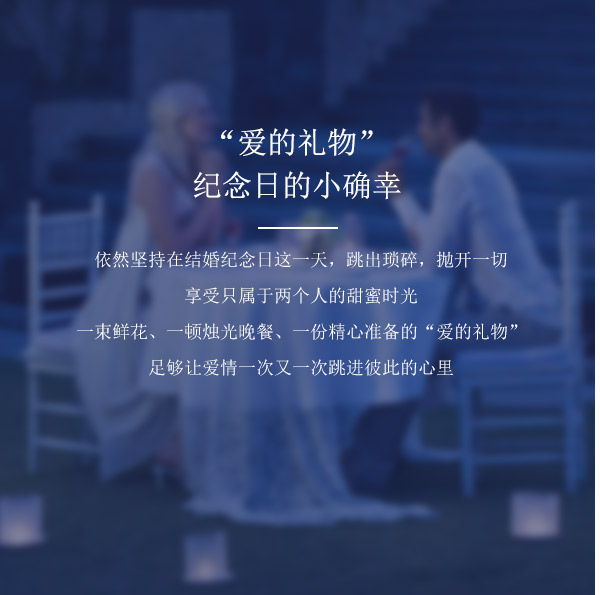 “爱的礼物”
纪念日的小确幸
依然坚持在结婚纪念日这一天，跳出琐碎，抛开一切
享受只属于两个人的甜蜜时光
一束鲜花、一顿烛光晚餐、一份精心准备的“爱的礼物”
足够让爱情一次又一次跳进彼此的心里